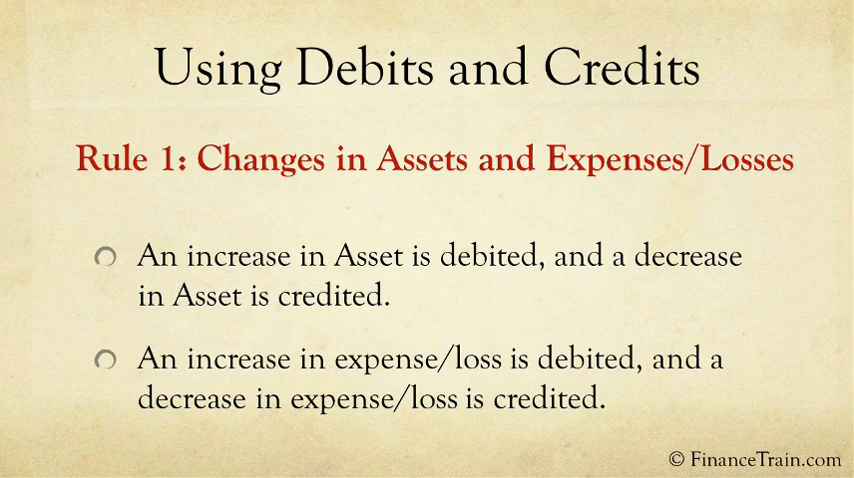 Using Debits and Credits
Rule 1: Changes in Assets and Expenses/Losses
An increase in Asset is debited, and a decrease
in Asset is credited.
An increase in expense/loss is debited, and a
decrease in expense/loss is credited.
© FinanceTrain.com